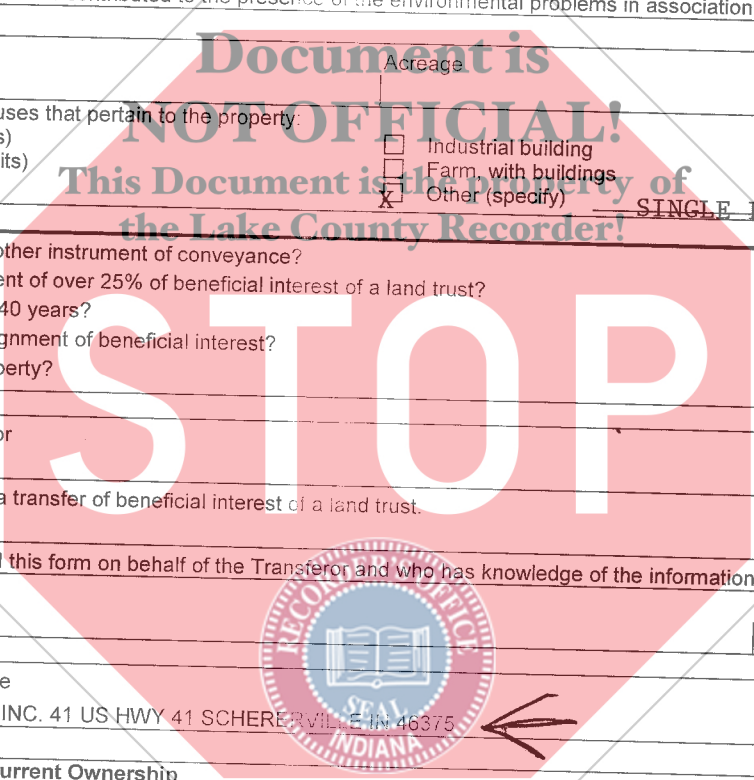 contributed to the presence of the environmental problems in association
Document is
Acreage
uses that pertain to the property:
NOT OFFICIAL!
s)
Industrial building
its)
Farm, with buildings
This Document is the property of
X Other (specify) SINGLE
the Lake County Recorder!
other instrument of conveyance?
ent of over 25% of beneficial interest of a land trust?
40 years?
gnment of beneficial interest?
perty?
STOP
or
a transfer of beneficial interest of a land trust.
this form on behalf of the Transferor and who has knowledge of the information
RECORDER OFFICE
SEAL
INDIANA
e
INC. 41 US HWY 41 SCHERERVILLE IN 46375
urrent Ownership